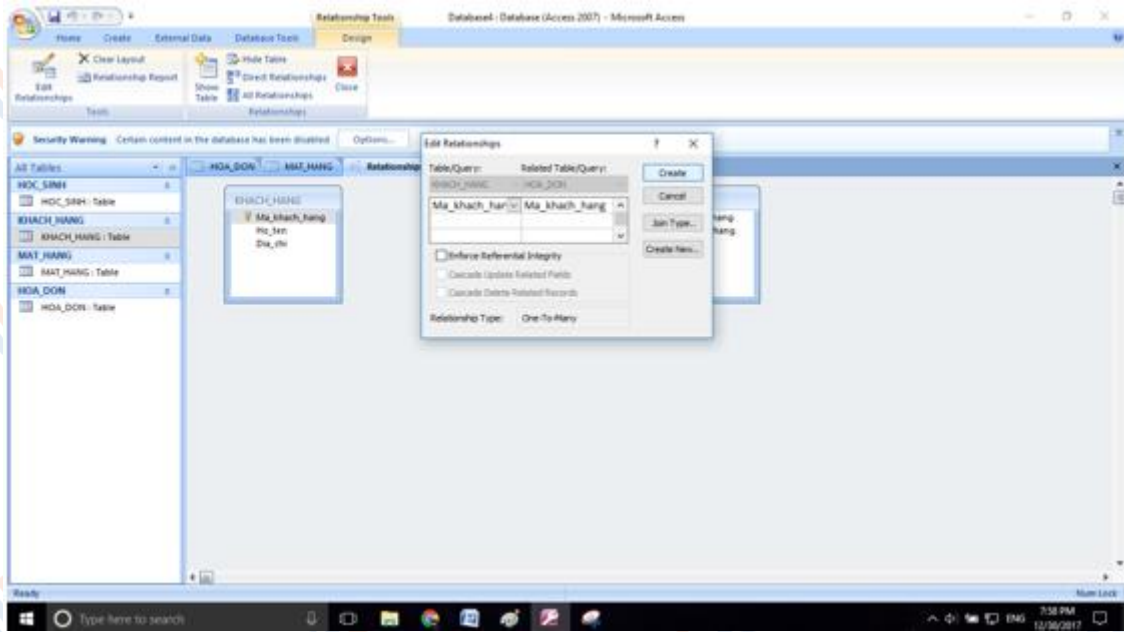 Relationship Tools
Database4 : Database (Access 2007) - Microsoft Access
Home Create External Data Database Tools Design
Edit Relationships
Clear Layout
Relationship Report
Tools
Show Table
Hide Table
Direct Relationships
All Relationships
Close
Relationships
Security Warning Certain content in the database has been disabled Options...
All Tables
HOC_SINH
HOC_SINH : Table
KHACH_HANG
KHACH_HANG : Table
MAT_HANG
MAT_HANG : Table
HOA_DON
HOA_DON : Table
HOA_DON MAT_HANG Relationship
KHACH_HANG
Ma_khach_hang
Ho_ten
Dia_chi
Edit Relationships ? X
Table/Query: Related Table/Query:
KHACH_HANG HOA_DON
Ma_khach_han Ma_khach_hang
Enforce Referential Integrity
Cascade Update Related Fields
Cascade Delete Related Records
Relationship Type: One-To-Many
Create
Cancel
Join Type...
Create New...
hang
hang
Ready
Num Lock
Type here to search
ENG
7:58 PM
12/30/2017